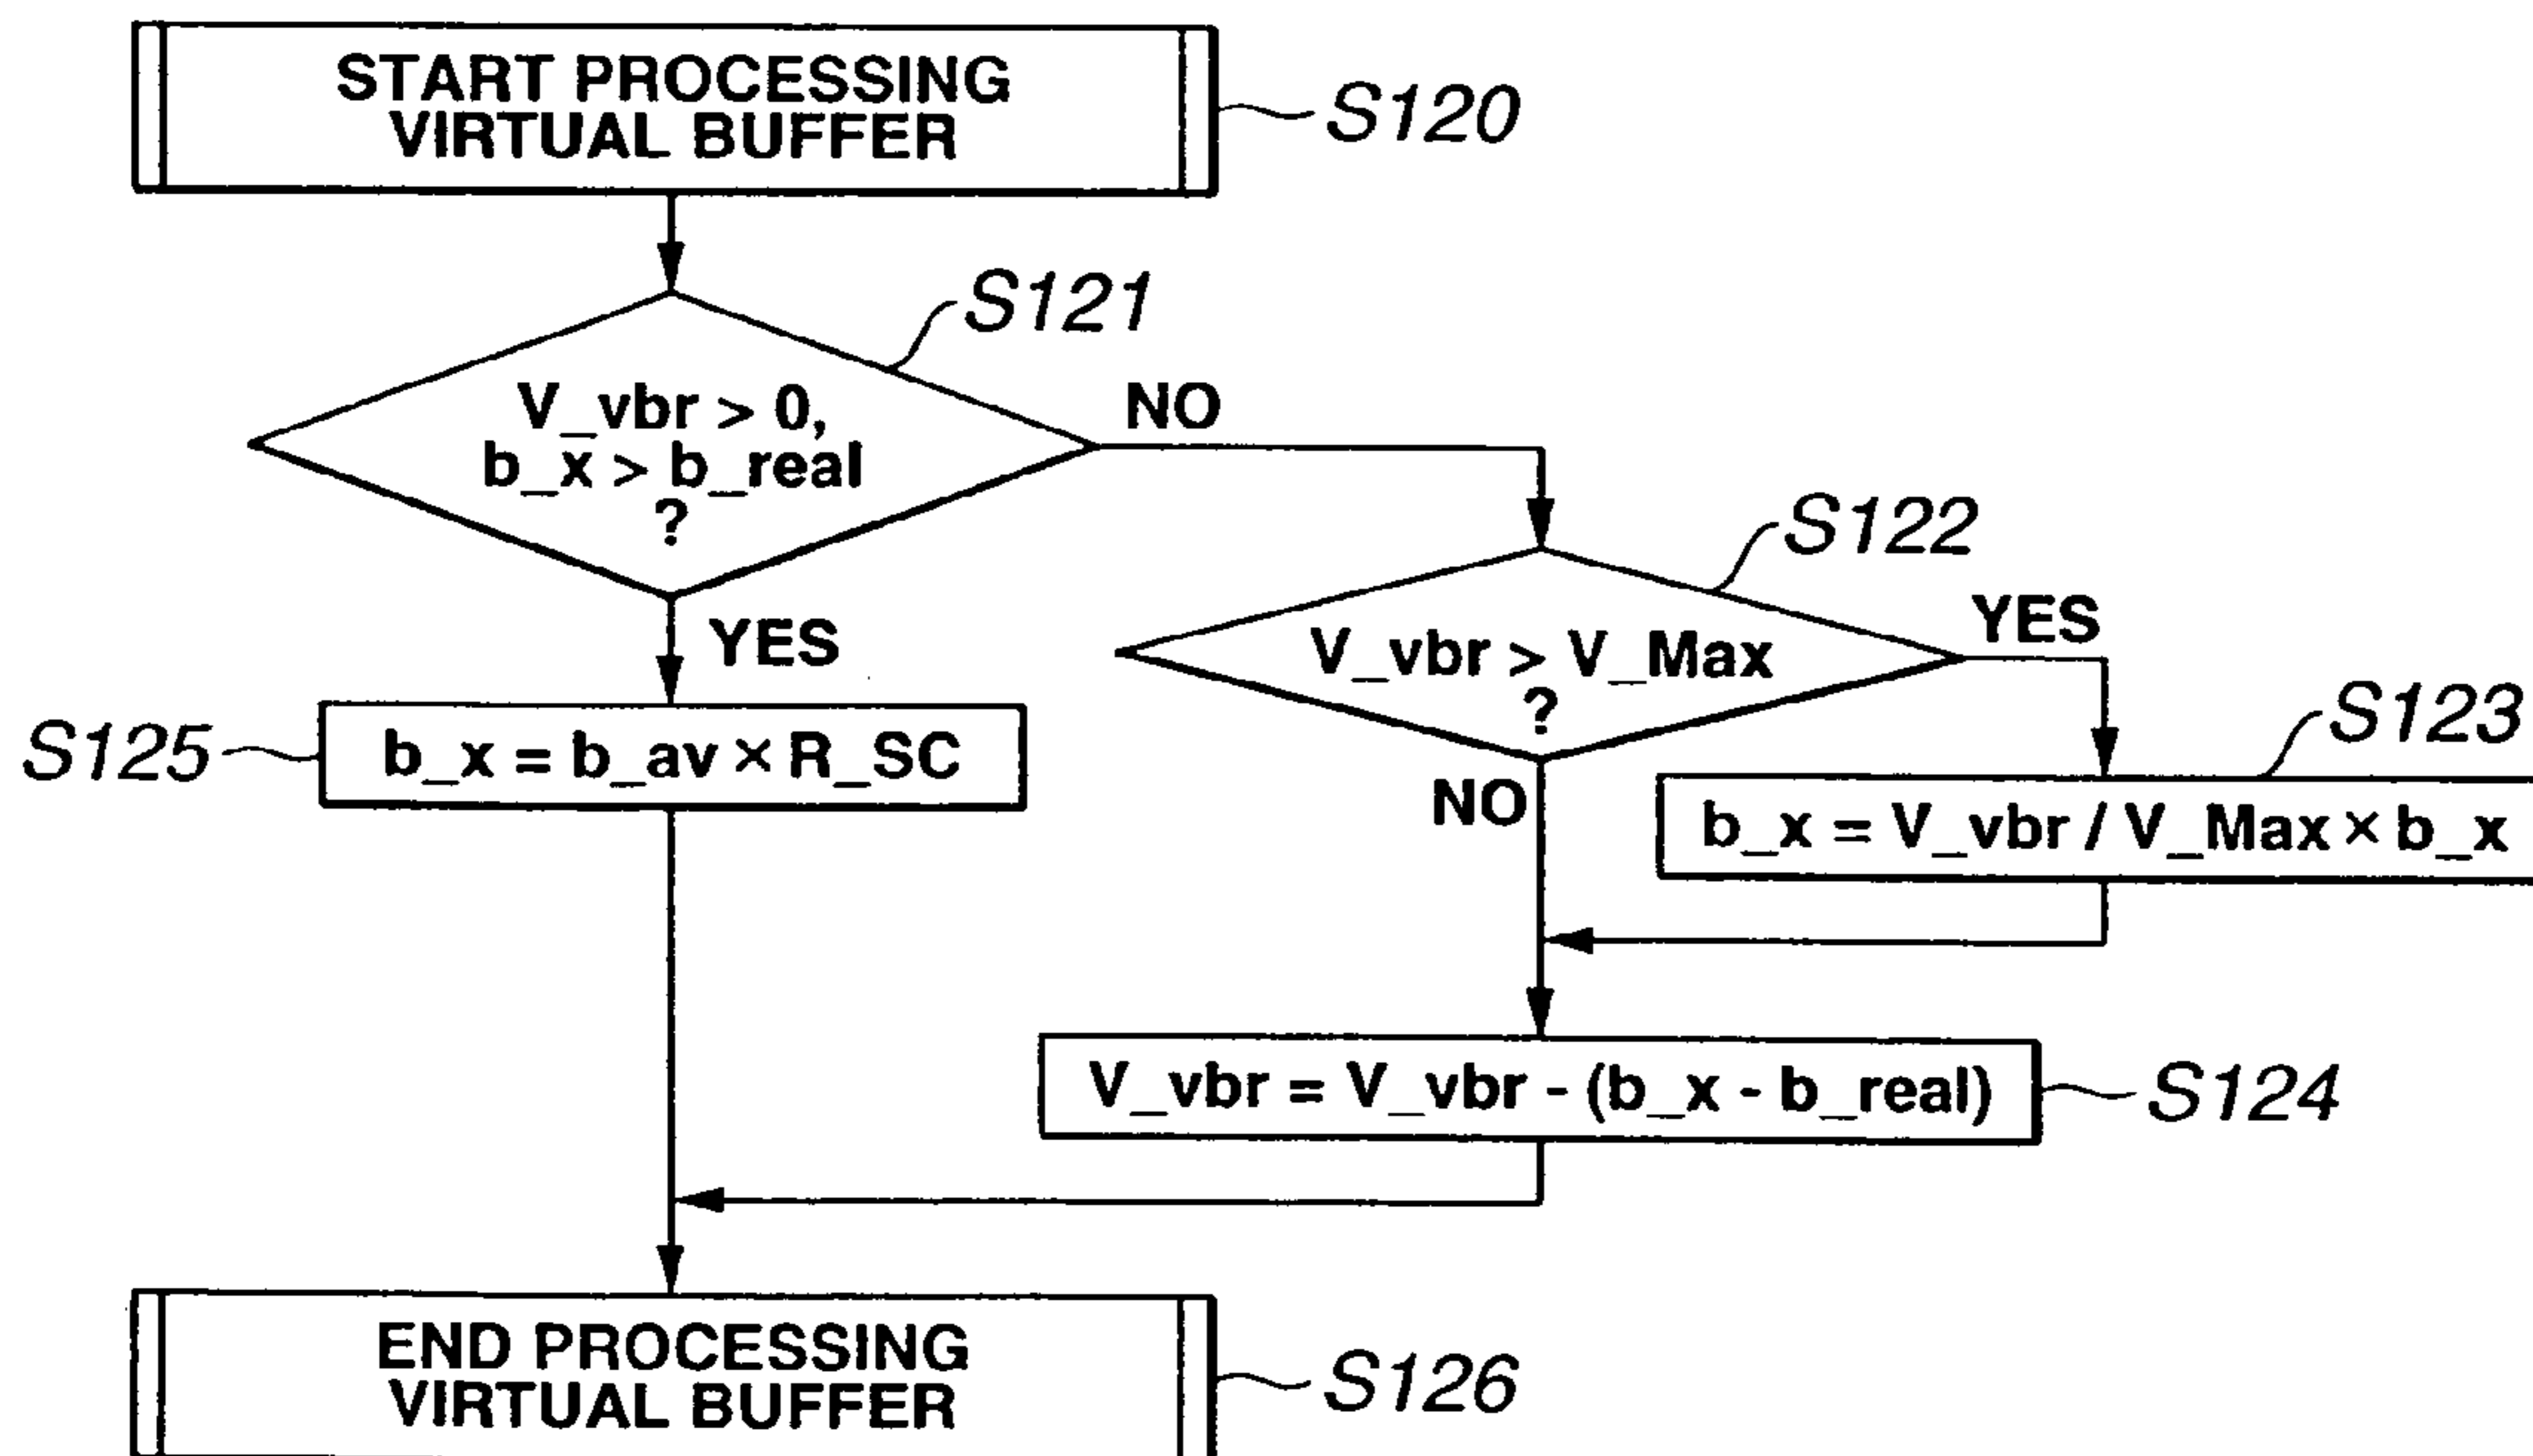 START PROCESSING
VIRTUAL BUFFER
S120
S121
V_vbr > 0,
b_x > b_real
?
NO
YES
S122
V_vbr > V_Max
?
YES
NO
S123
b_x = V_vbr / V_Max × b_x
S125
b_x = b_av × R_SC
V_vbr = V_vbr - (b_x - b_real)
S124
END PROCESSING
VIRTUAL BUFFER
S126